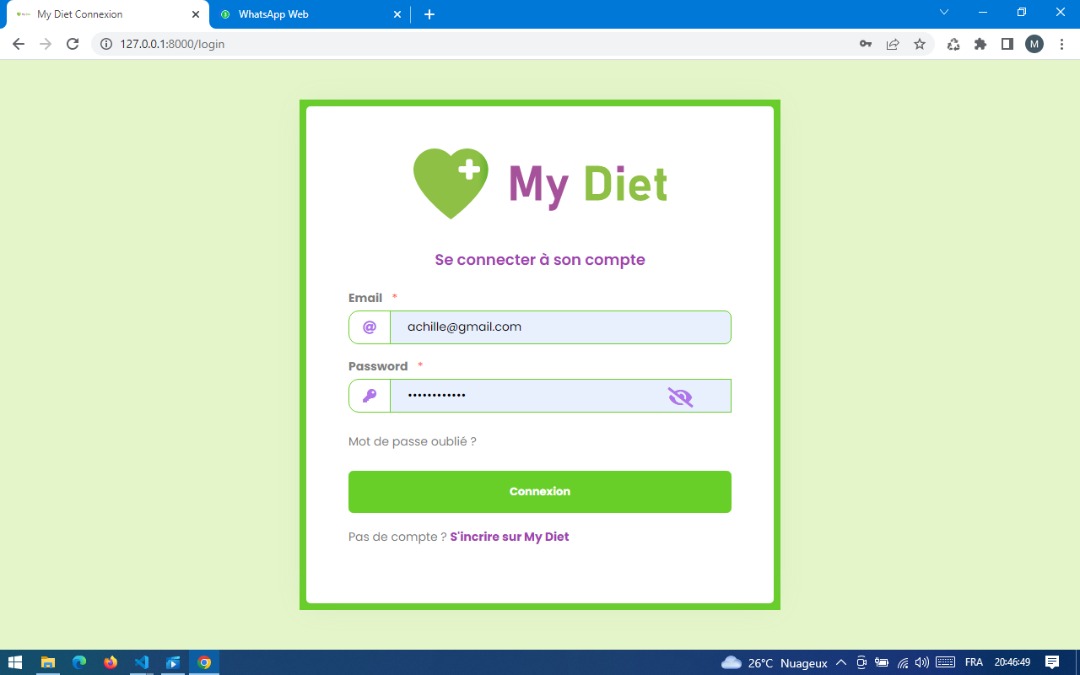 My Diet Connexion
WhatsApp Web
127.0.0.1:8000/login
M
My Diet
Se connecter à son compte
Email *
@ achille@gmail.com
Password *
••••••••••••
Mot de passe oublié ?
Connexion
Pas de compte ? S'incrire sur My Diet
26°C Nuageux FRA 20:46:49